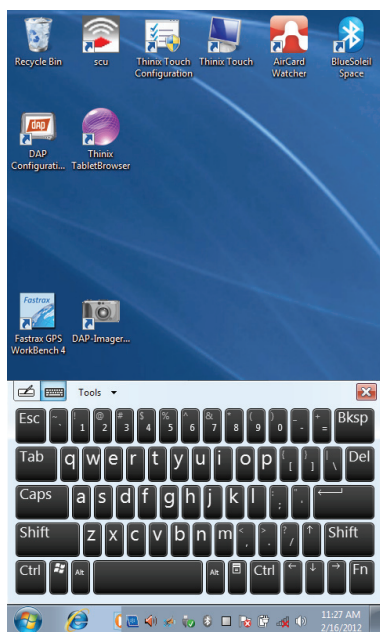 Recycle Bin
scu
Thinix Touch Configuration
Thinix Touch
AirCard Watcher
BlueSoleil Space
DAP
DAP Configurati...
Thinix TabletBrowser
Fastrax
Fastrax GPS WorkBench 4
DAP-Imager...
Tools
Esc ~ ` ! 1 @ 2 # 3 $ 4 % 5 ^ 6 & 7 * 8 ( 9 ) 0 _ - + = Bksp
Tab q w e r t y u i o p { [ } ] | \ Del
Caps a s d f g h j k l : ; " '
Shift z x c v b n m < , > . ? / ↑ Shift
Ctrl Alt Alt Ctrl ← ↓ → Fn
11:27 AM
2/16/2012